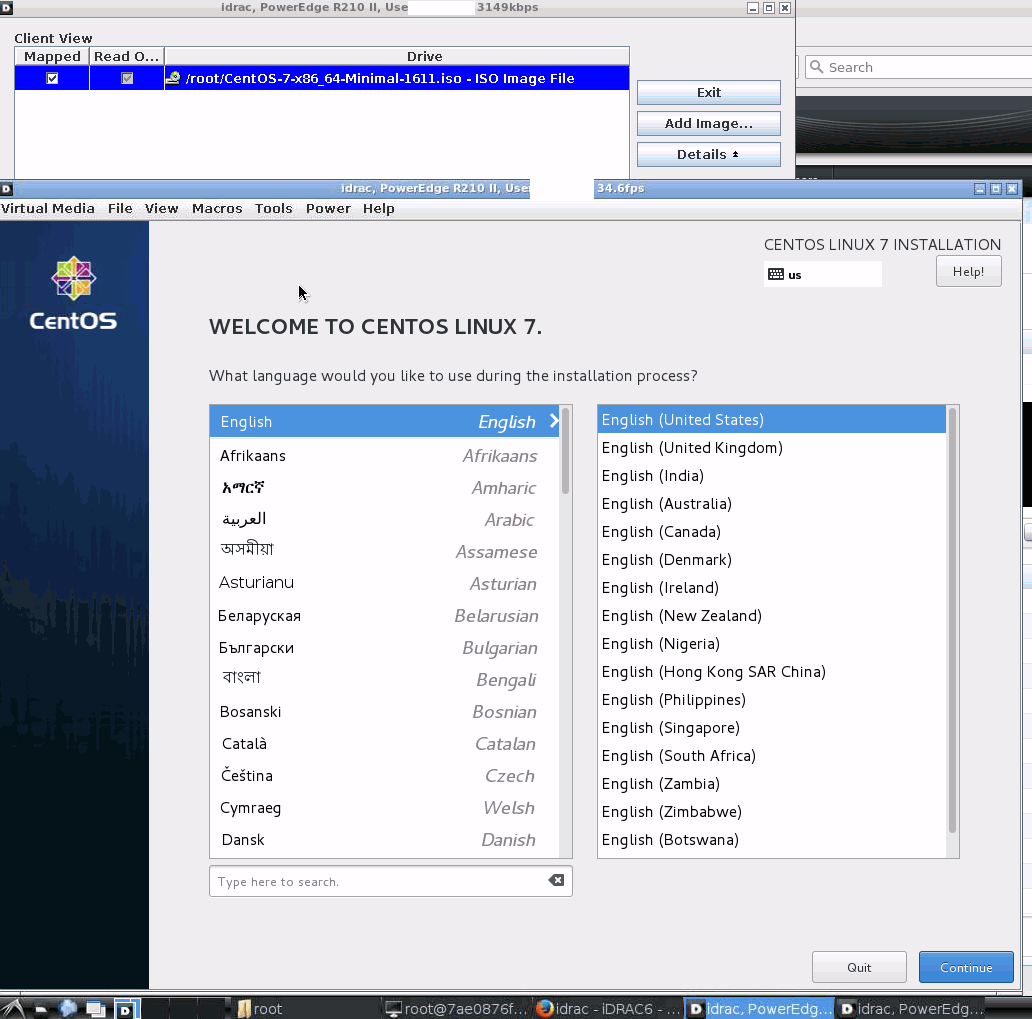 idrac, PowerEdge R210 II, Use 3149kbps
Client View
Mapped Read O... Drive
/root/CentOS-7-x86_64-Minimal-1611.iso - ISO Image File
Exit
Add Image...
Details
Search
idrac, PowerEdge R210 II, User 34.6fps
Virtual Media File View Macros Tools Power Help
CentOS
CENTOS LINUX 7 INSTALLATION
us
Help!
WELCOME TO CENTOS LINUX 7.
What language would you like to use during the installation process?
English English
Afrikaans Afrikaans
አማርኛ Amharic
العربية Arabic
অসমীয়া Assamese
Asturianu Asturian
Беларуская Belarusian
Български Bulgarian
বাংলা Bengali
Bosanski Bosnian
Català Catalan
Čeština Czech
Cymraeg Welsh
Dansk Danish
English (United States)
English (United Kingdom)
English (India)
English (Australia)
English (Canada)
English (Denmark)
English (Ireland)
English (New Zealand)
English (Nigeria)
English (Hong Kong SAR China)
English (Philippines)
English (Singapore)
English (South Africa)
English (Zambia)
English (Zimbabwe)
English (Botswana)
Type here to search.
Quit
Continue
root
root@7ae0876f...
idrac - iDRAC6 - ...
idrac, PowerEdg...
idrac, PowerEdg...